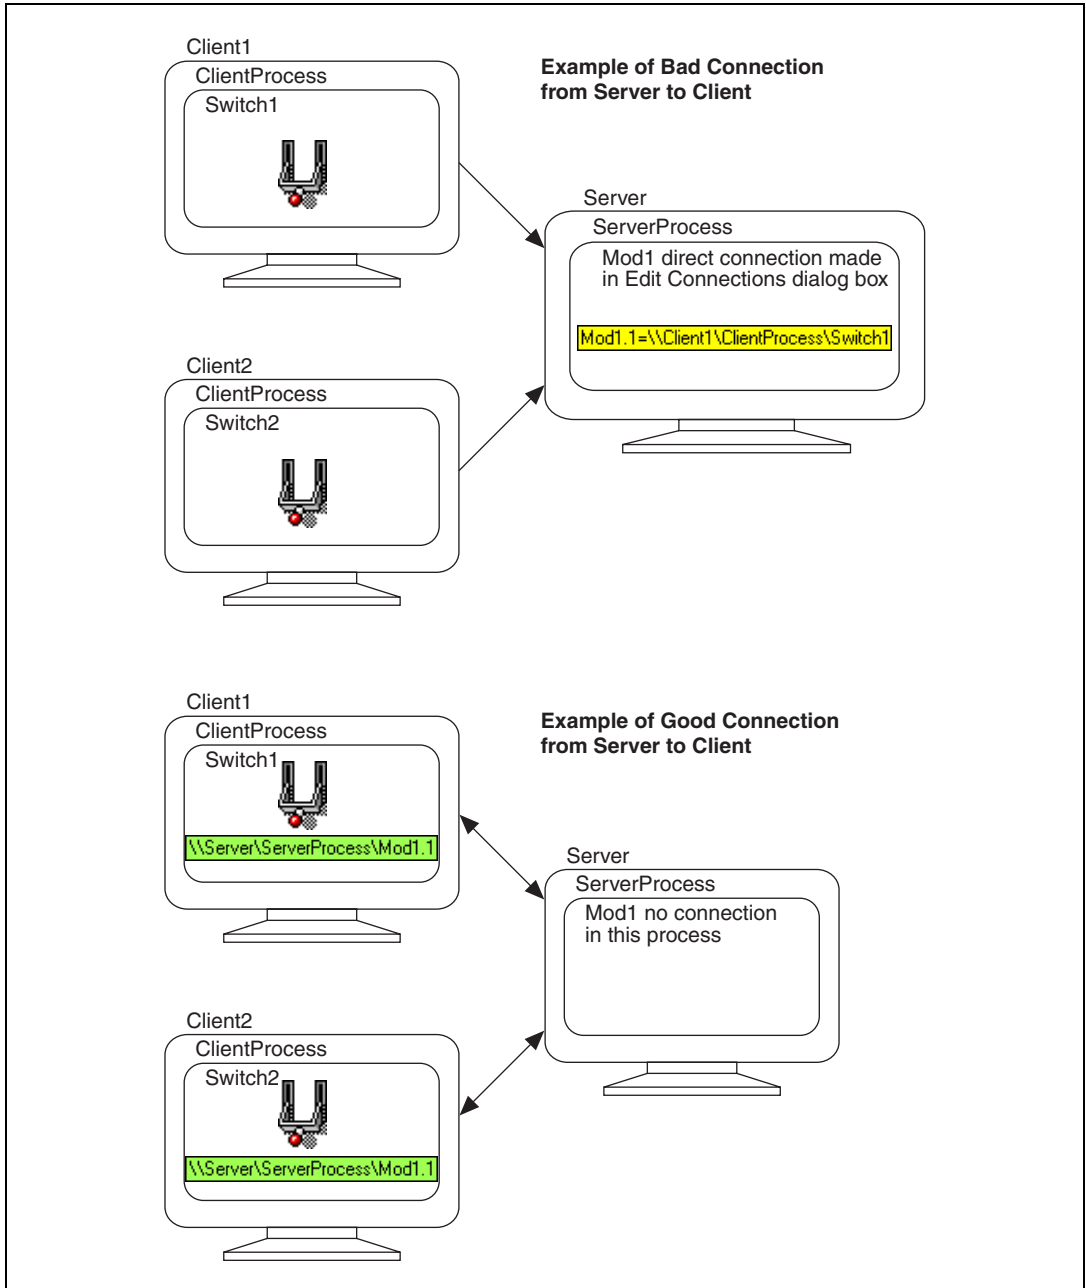 Client1
ClientProcess
Switch1
Example of Bad Connection
from Server to Client
Server
ServerProcess
Mod1 direct connection made
in Edit Connections dialog box
Mod1.1=\\Client1\ClientProcess\Switch1
Client2
ClientProcess
Switch2
Client1
ClientProcess
Switch1
\\Server\ServerProcess\Mod1.1
Example of Good Connection
from Server to Client
Server
ServerProcess
Mod1 no connection
in this process
Client2
ClientProcess
Switch2
\\Server\ServerProcess\Mod1.1